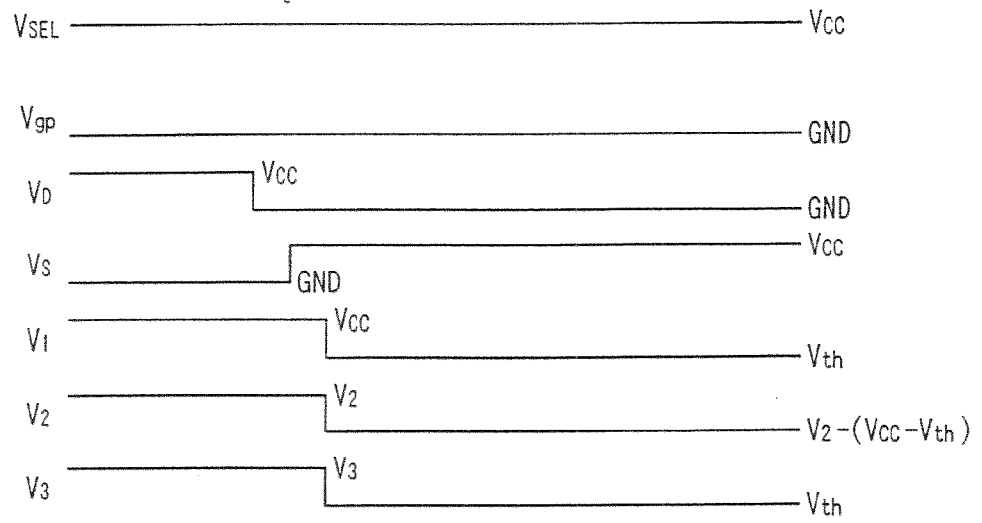 VSEL VCC
Vgp GND
VD VCC GND
VS GND VCC
V1 VCC Vth
V2 V2 V2-(VCC-Vth)
V3 V3 Vth